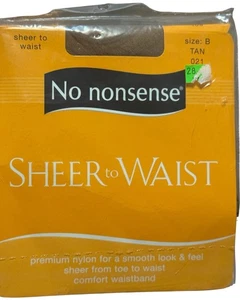 sheer to
waist
size: B
TAN
021
28
No nonsense®
SHEER to WAIST
premium nylon for a smooth look & feel
sheer from toe to waist
comfort waistband